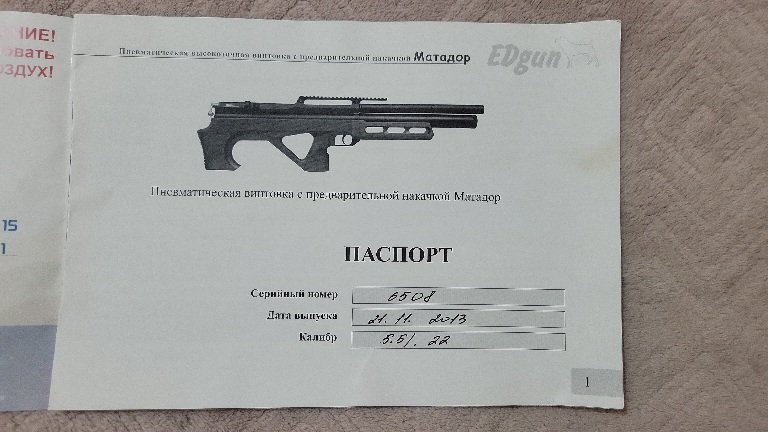 НИЕ!
овать
ОЗДУХ!
15
1
Пневматическая высокоточная винтовка с предварительной накачкой Матадор EDgun
Пневматическая винтовка с предварительной накачкой Матадор
ПАСПОРТ
Серийный номер 6508
Дата выпуска 21.11. 2013
Калибр 5.5/.22
1